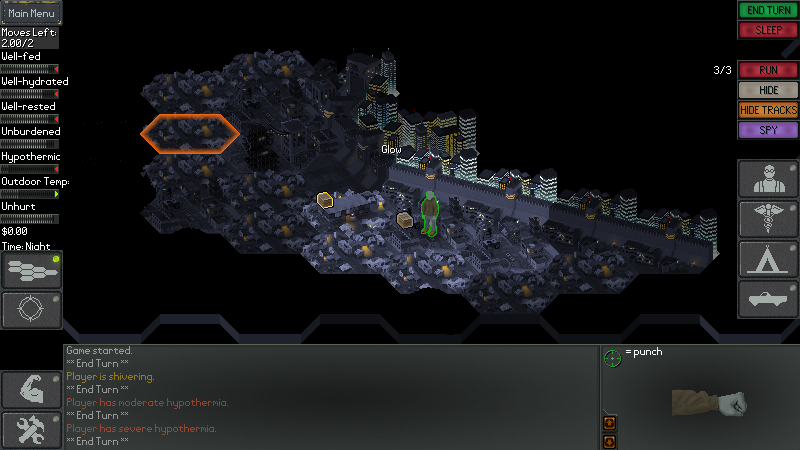 Main Menu
Moves Left:
2.00/2
Well-fed
Well-hydrated
Well-rested
Unburdened
Hypothermic
Outdoor Temp:
Unhurt
$0.00
Time: Night
Glow
END TURN
SLEEP
3/3
RUN
HIDE
HIDE TRACKS
SPY
Game started.
** End Turn **
Player is shivering.
** End Turn **
Player has moderate hypothermia.
** End Turn **
Player has severe hypothermia.
** End Turn **
= punch